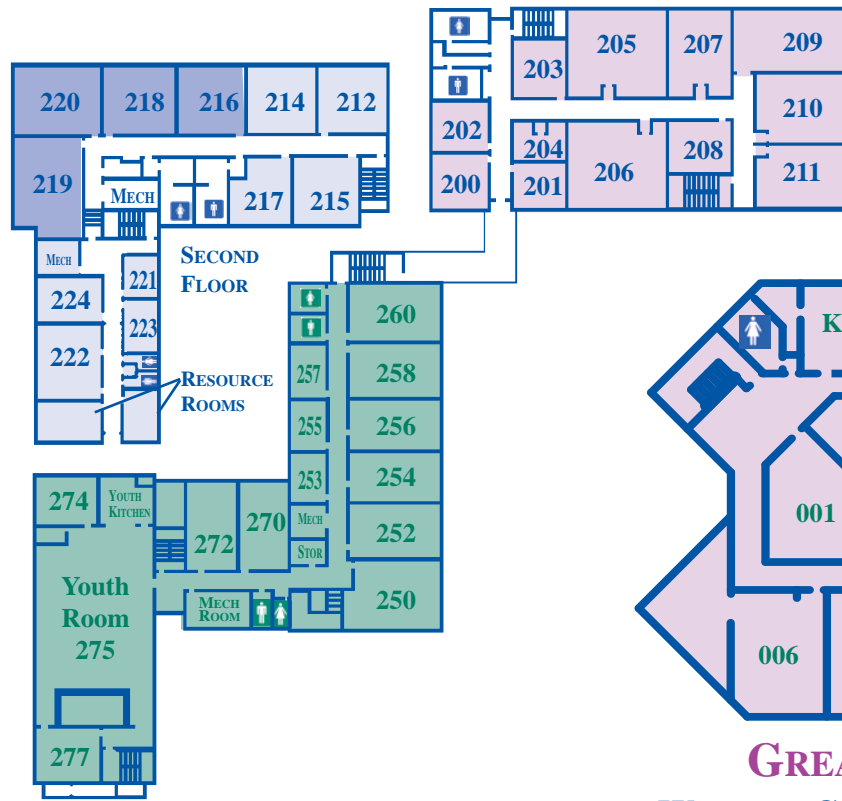 205
207
209
203
220
218
216
214
212
210
202
204
208
219
200
201
206
211
MECH
217
215
MECH
SECOND
FLOOR
221
224
260
223
K
222
257
258
RESOURCE
ROOMS
255
256
253
254
274
YOUTH
KITCHEN
270
MECH
001
272
252
STOR
Youth
Room
275
MECH
ROOM
250
006
277
GREA